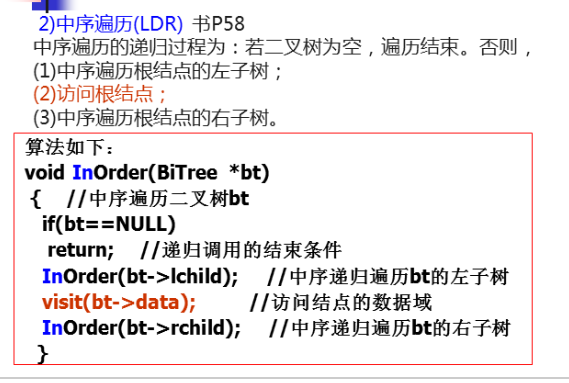 2)中序遍历(LDR) 书P58
中序遍历的递归过程为：若二叉树为空，遍历结束。否则，
(1)中序遍历根结点的左子树；
(2)访问根结点；
(3)中序遍历根结点的右子树。
算法如下：
void InOrder(BiTree *bt)
{ //中序遍历二叉树bt
if(bt==NULL)
return; //递归调用的结束条件
InOrder(bt->lchild); //中序递归遍历bt的左子树
visit(bt->data); //访问结点的数据域
InOrder(bt->rchild); //中序递归遍历bt的右子树
}